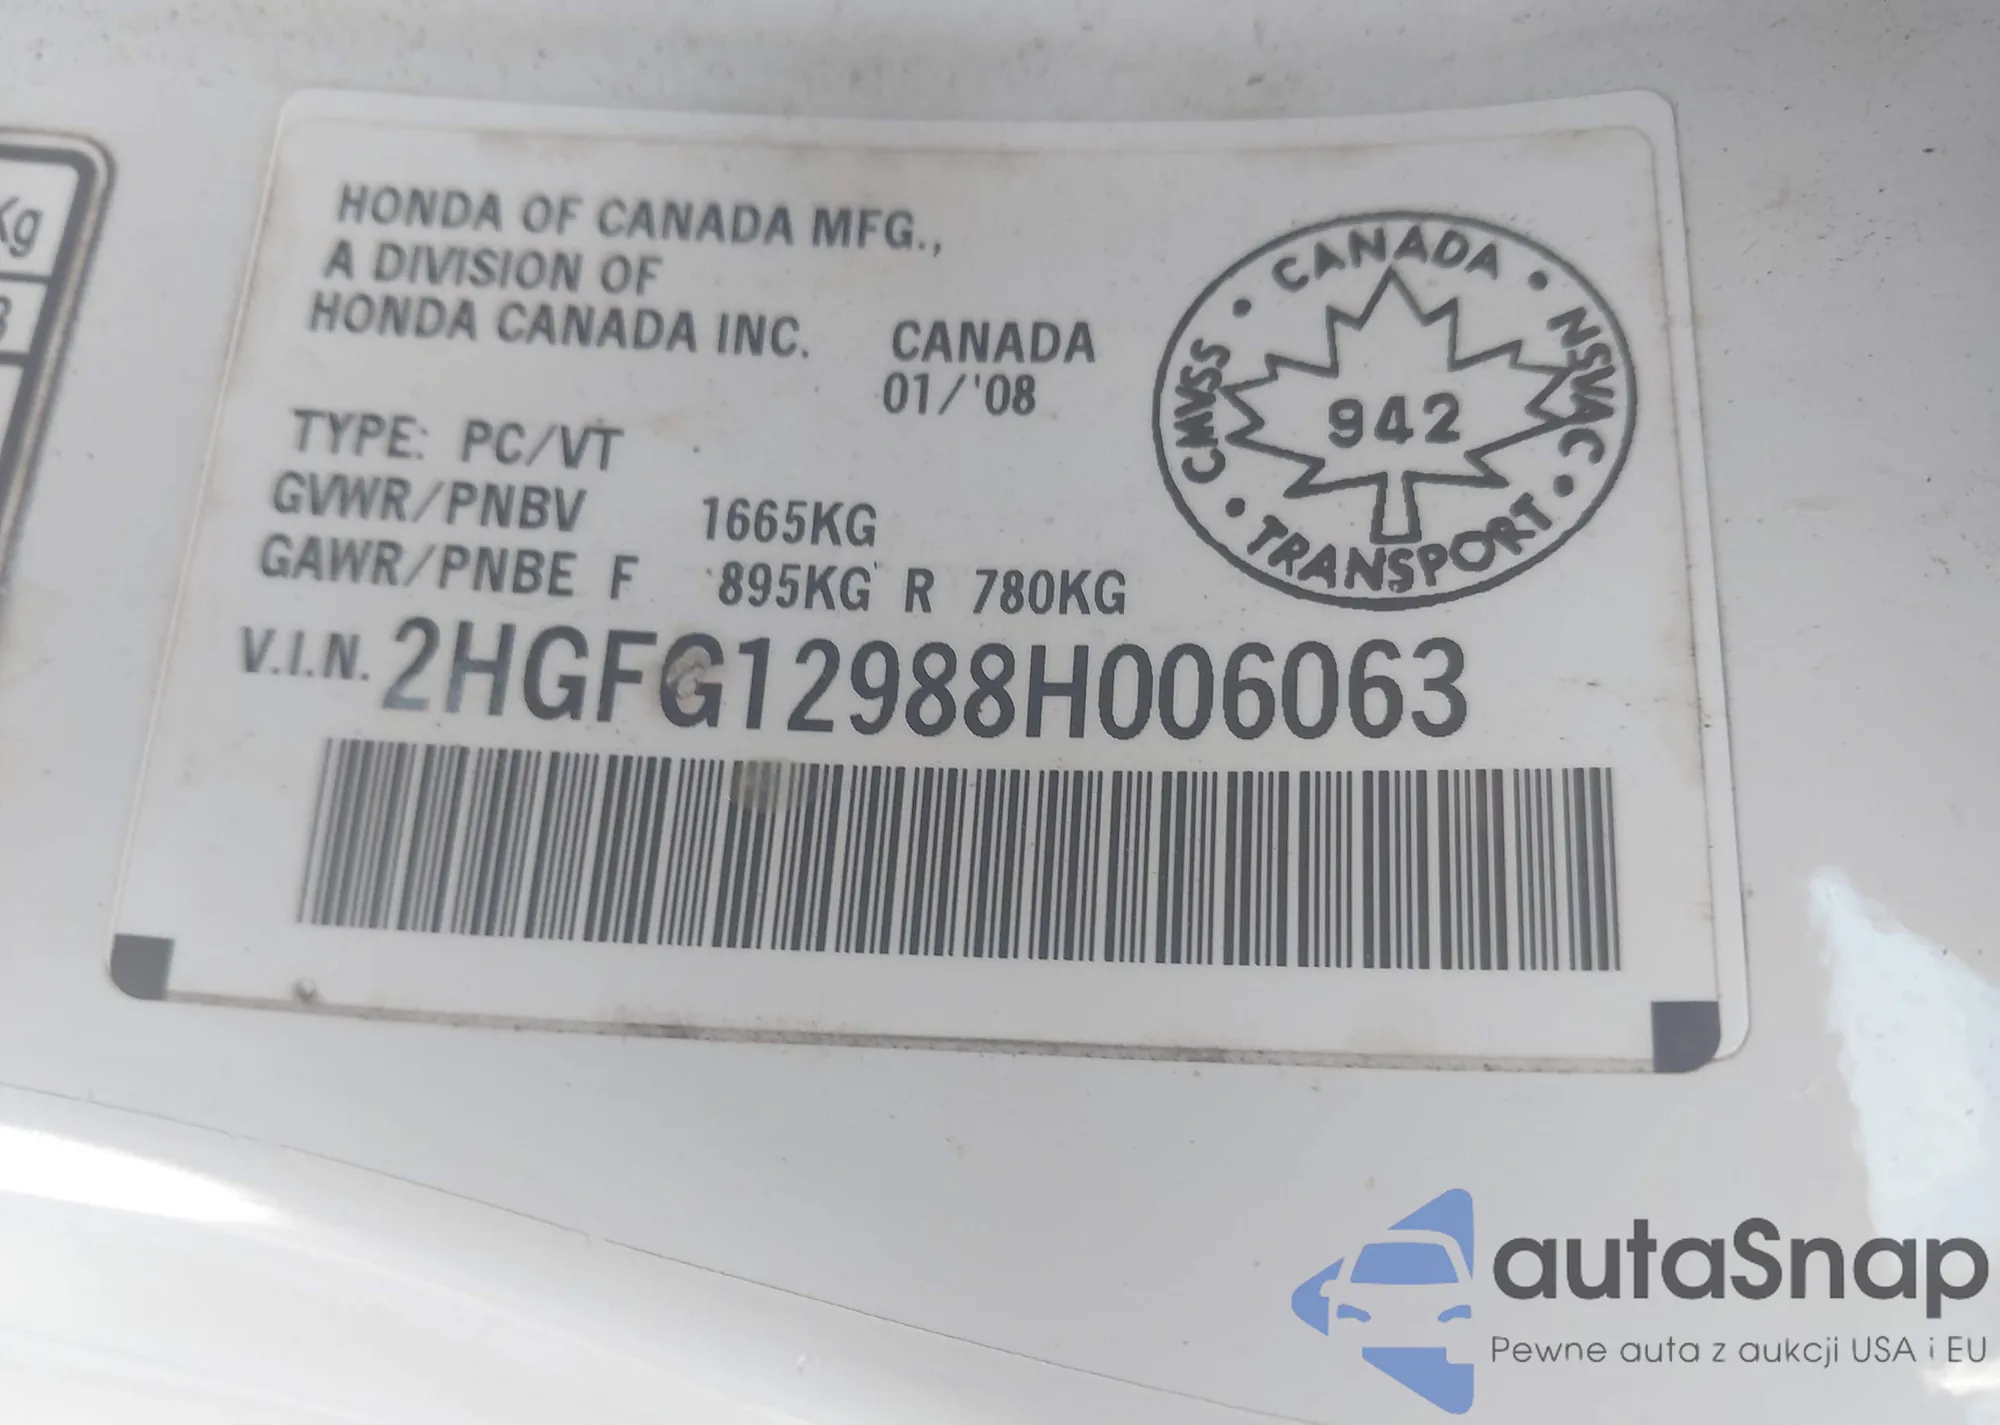 Kg
HONDA OF CANADA MFG.,
A DIVISION OF
HONDA CANADA INC. CANADA
01/'08
TYPE: PC/VT
GVWR/PNBV 1665KG
GAWR/PNBE F 895KG R 780KG
V.I.N. 2HGFG12988H006063
CANADA • NSVAC • TRANSPORT • CMVSS •
942
autaSnap
Pewne auta z aukcji USA i EU